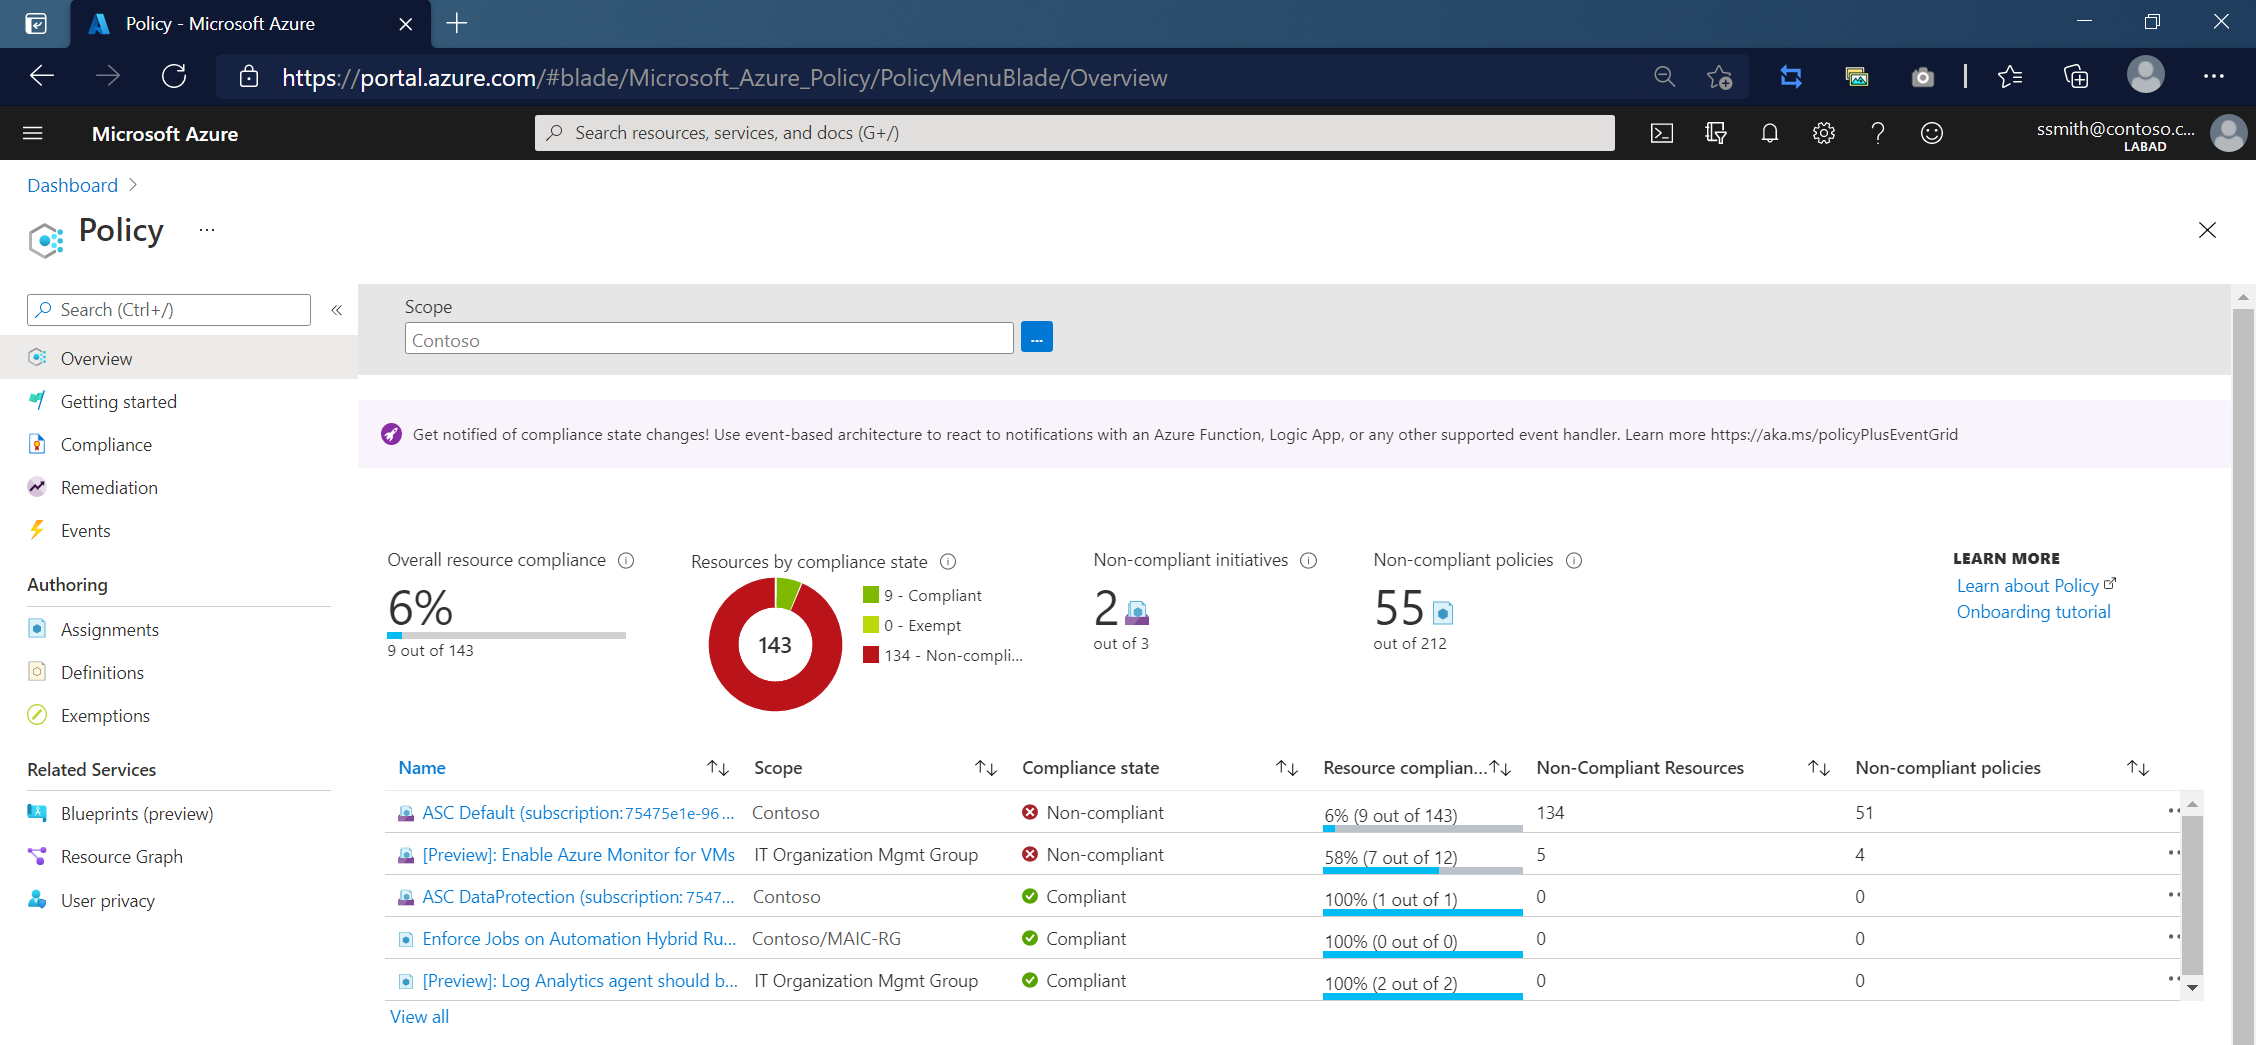 Policy - Microsoft Azure
https://portal.azure.com/#blade/Microsoft_Azure_Policy/PolicyMenuBlade/Overview
Microsoft Azure
Search resources, services, and docs (G+/)
ssmith@contoso.c...
LABAD
Dashboard
Policy
Search (Ctrl+/)
Overview
Getting started
Compliance
Remediation
Events
Authoring
Assignments
Definitions
Exemptions
Related Services
Blueprints (preview)
Resource Graph
User privacy
Scope
Contoso
Get notified of compliance state changes! Use event-based architecture to react to notifications with an Azure Function, Logic App, or any other supported event handler. Learn more https://aka.ms/policyPlusEventGrid
Overall resource compliance
6%
9 out of 143
Resources by compliance state
143
9 - Compliant
0 - Exempt
134 - Non-compli...
Non-compliant initiatives
2
out of 3
Non-compliant policies
55
out of 212
LEARN MORE
Learn about Policy
Onboarding tutorial
Name Scope Compliance state Resource complian... Non-Compliant Resources Non-compliant policies
ASC Default (subscription: 75475e1e-96... Contoso Non-compliant 6% (9 out of 143) 134 51
[Preview]: Enable Azure Monitor for VMs IT Organization Mgmt Group Non-compliant 58% (7 out of 12) 5 4
ASC DataProtection (subscription: 7547... Contoso Compliant 100% (1 out of 1) 0 0
Enforce Jobs on Automation Hybrid Ru... Contoso/MAIC-RG Compliant 100% (0 out of 0) 0 0
[Preview]: Log Analytics agent should b... IT Organization Mgmt Group Compliant 100% (2 out of 2) 0 0
View all